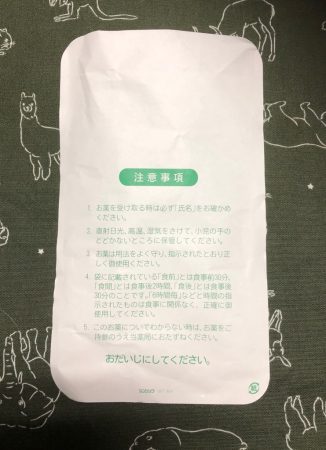 注意事項
1. お薬を受け取る時は必ず「氏名」をお確かめ
ください。
2. 直射日光、高温、湿気をさけて、小児の手の
とどかないところに保管してください。
3. お薬は用法をよく守り、指示されたとおり正
しく御使用ください。
4. 袋に記載されている「食前」とは食事前30分、
「食間」とは食事後2時間、「食後」とは食事後
30分のことです。「6時間毎」などと時間の指
示されたものは食事に関係なく、正確に御
使用してください。
5. このお薬についてわからない時は、お薬をご
持参のうえ当薬局におたずねください。
おだいじにしてください。